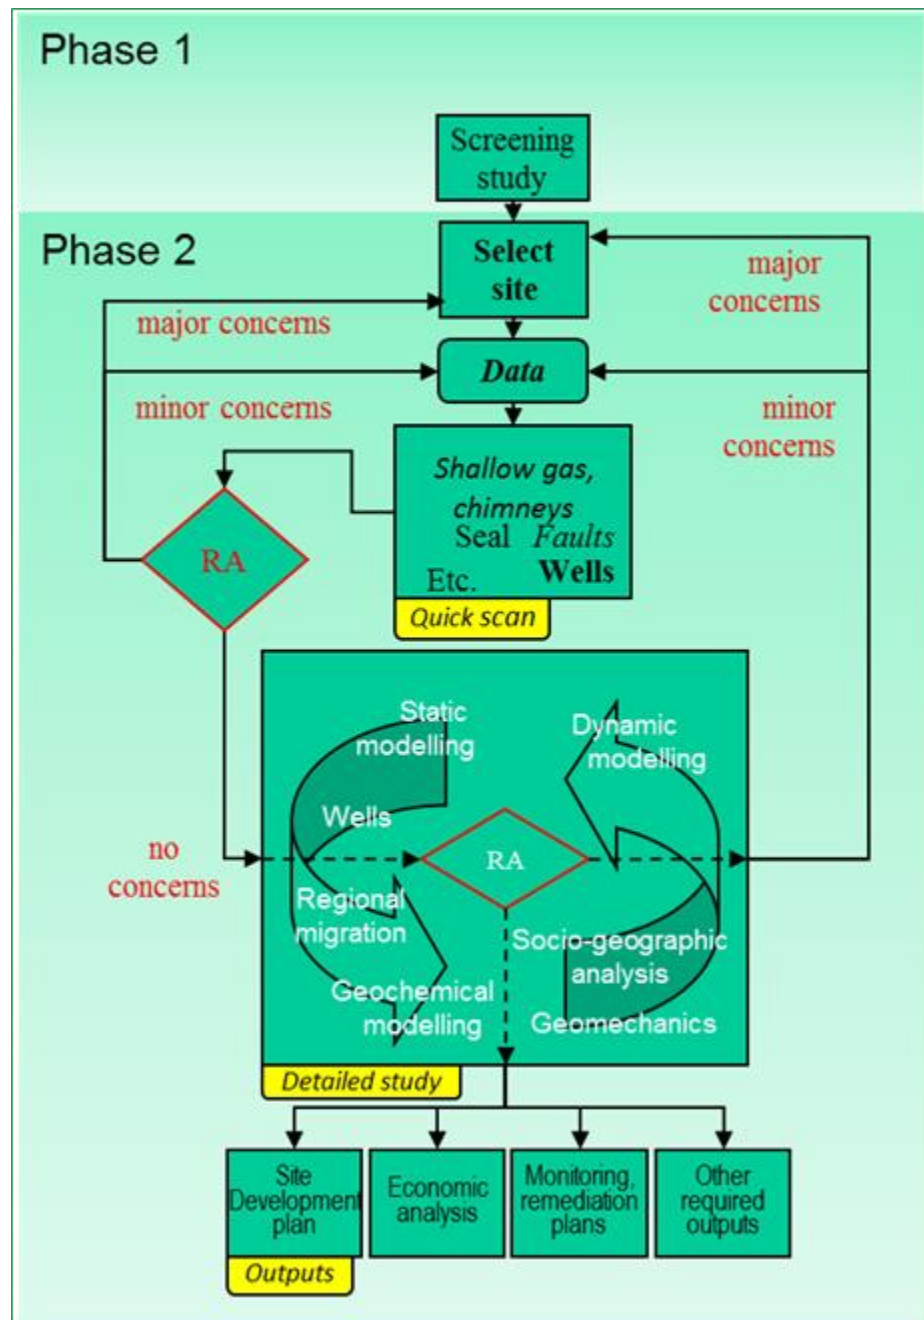 Phase 1
Screening
study
Phase 2
Select
site
major
concerns
major concerns
Data
minor concerns
minor
concerns
Shallow gas,
chimneys
Seal Faults
Wells
Etc.
Quick scan
RA
no
concerns
Static
modelling
Dynamic
modelling
Wells
RA
Regional
migration
Socio-geographic
analysis
Geochemical
modelling
Geomechanics
Detailed study
Site
Development
plan
Economic
analysis
Monitoring,
remediation
plans
Other
required
outputs
Outputs